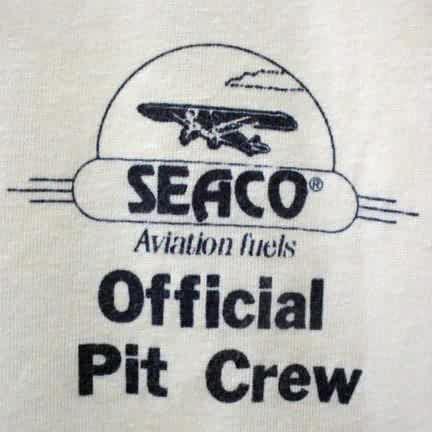 SEACO®
Aviation fuels
Official
Pit Crew